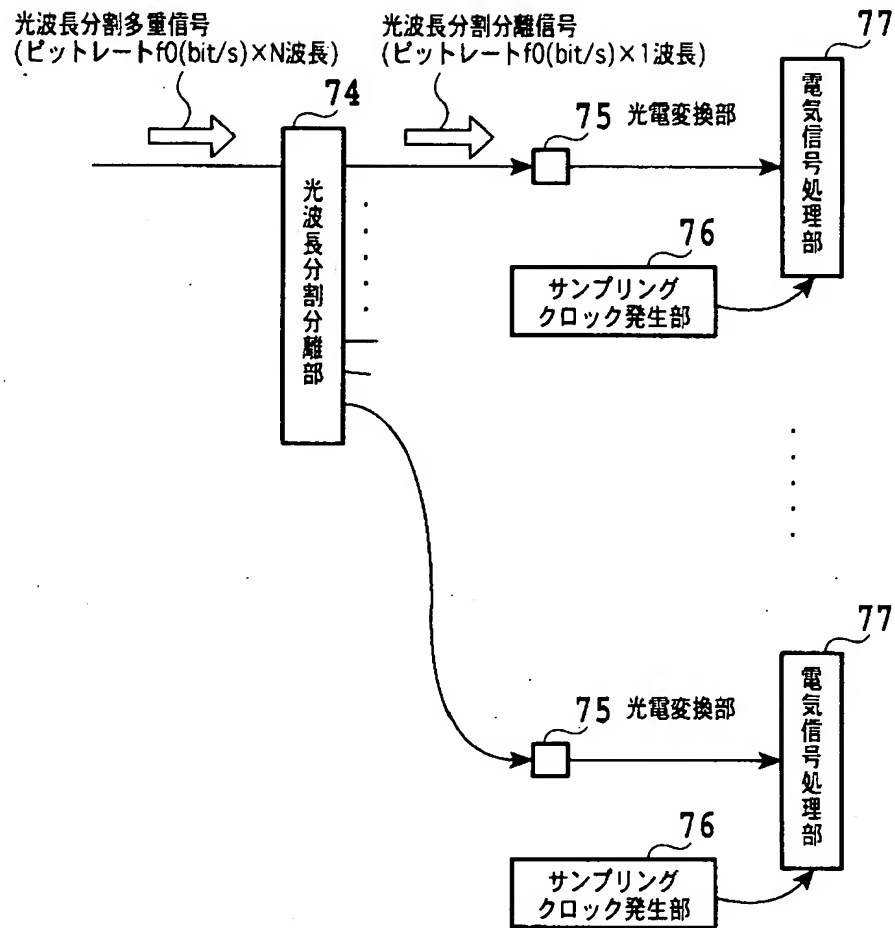 光波長分割多重信号
(ビットレートf0(bit/s)×N波長)
光波長分割分離信号
(ビットレートf0(bit/s)×1波長)
74
光波長分割分離部
75 光電変換部
77
電気信号処理部
76
サンプリング
クロック発生部
75 光電変換部
77
電気信号処理部
76
サンプリング
クロック発生部